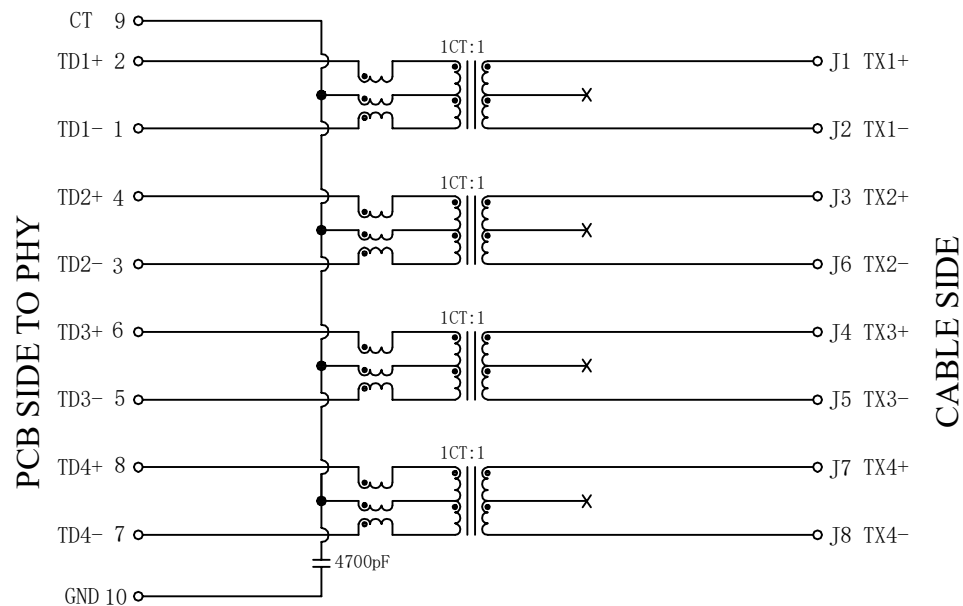 CT 9
1CT:1
TD1+ 2
J1 TX1+
TD1- 1
J2 TX1-
1CT:1
TD2+ 4
J3 TX2+
TD2- 3
J6 TX2-
PCB SIDE TO PHY
CABLE SIDE
1CT:1
TD3+ 6
J4 TX3+
TD3- 5
J5 TX3-
1CT:1
TD4+ 8
J7 TX4+
TD4- 7
J8 TX4-
4700pF
GND 10